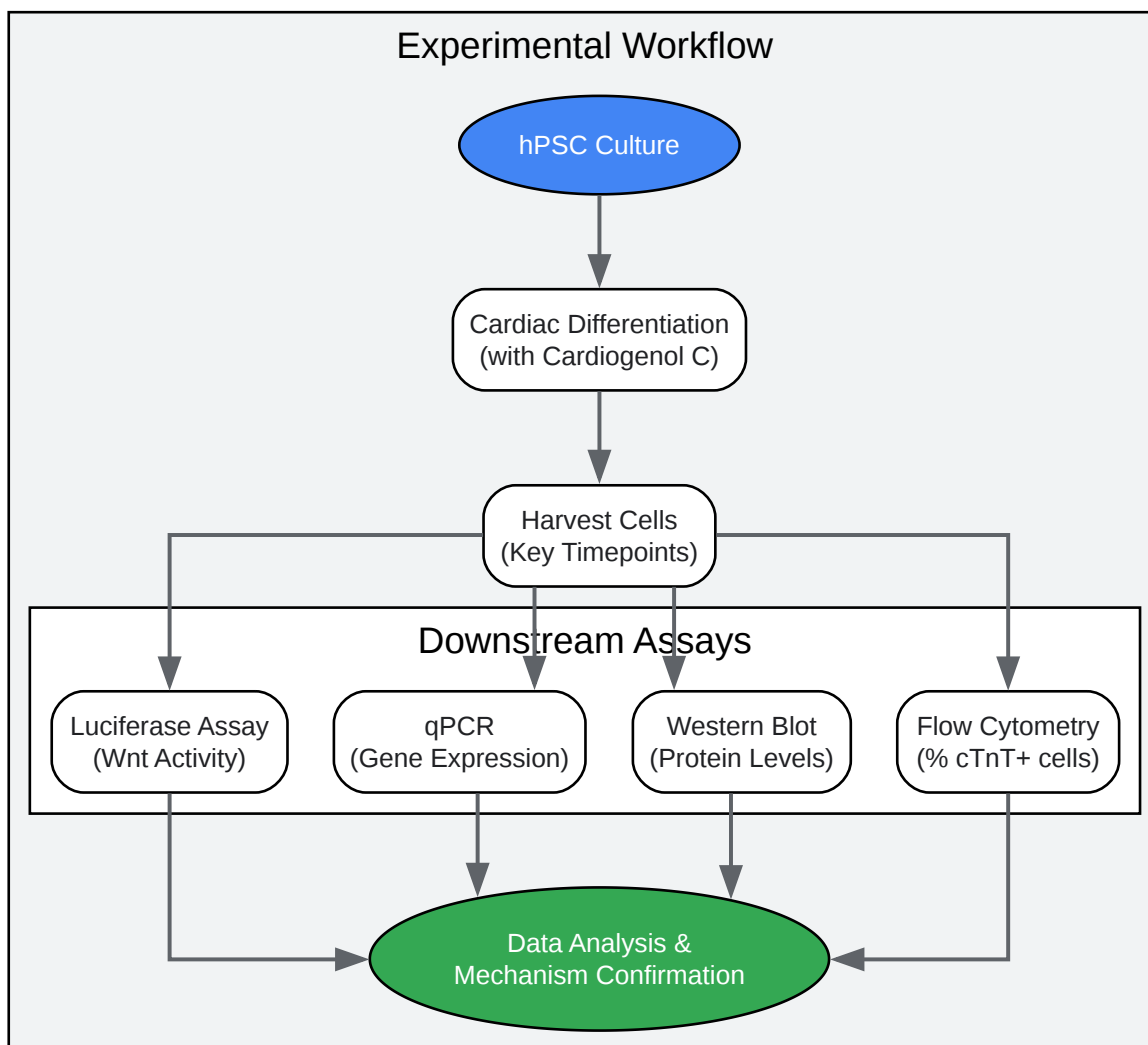 Experimental Workflow
hPSC Culture
Cardiac Differentiation
(with Cardiogenol C)
Harvest Cells
(Key Timepoints)
Downstream Assays
Luciferase Assay
(Wnt Activity)
qPCR
(Gene Expression)
Western Blot
(Protein Levels)
Flow Cytometry
(% cTnT+ cells)
Data Analysis &
Mechanism Confirmation